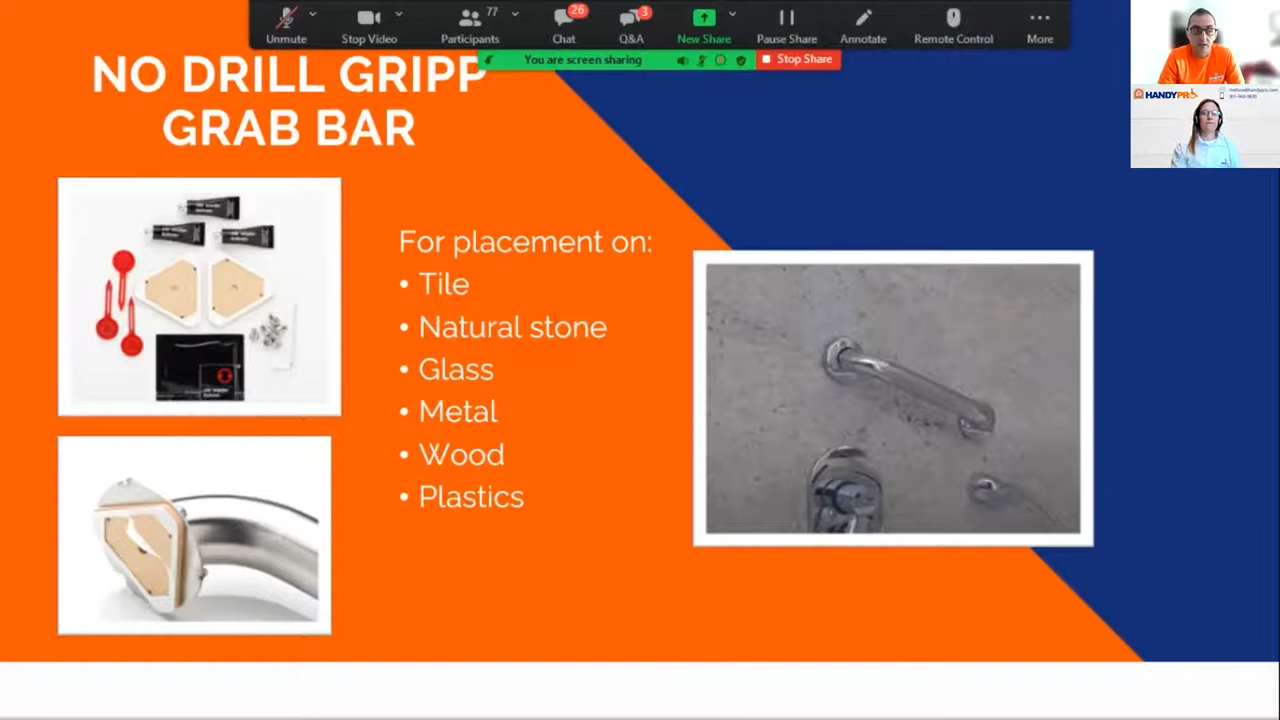 77
26
3
Unmute
Stop Video
Participants
Chat
Q&A
New Share
Pause Share
Annotate
Remote Control
More
You are screen sharing
Stop Share
HANDYPRO
NO DRILL GRIPP
GRAB BAR
For placement on:
• Tile
• Natural stone
• Glass
• Metal
• Wood
• Plastics